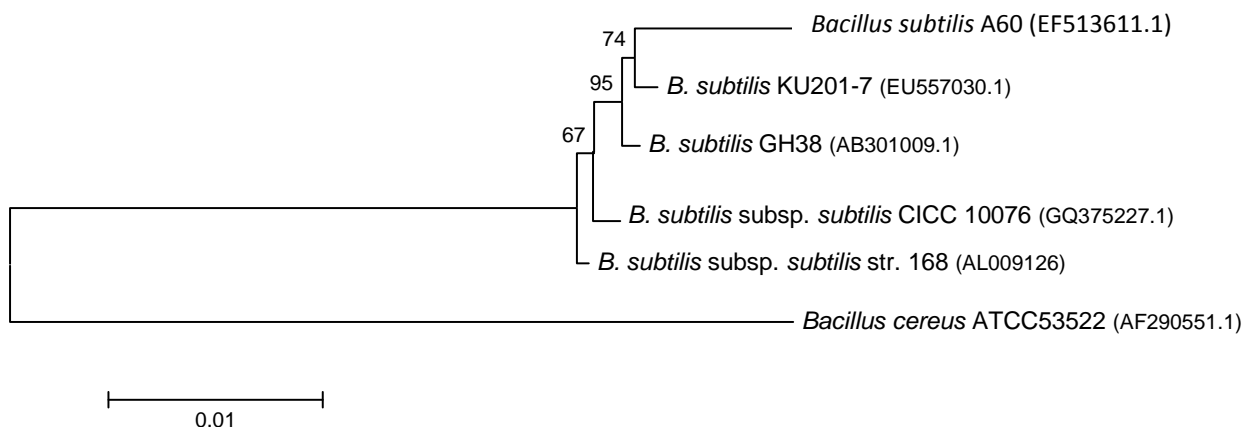 Bacillus subtilis A60 (EF513611.1)
74
B. subtilis KU201-7 (EU557030.1)
95
B. subtilis GH38 (AB301009.1)
67
B. subtilis subsp. subtilis CICC 10076 (GQ375227.1)
B. subtilis subsp. subtilis str. 168 (AL009126)
Bacillus cereus ATCC53522 (AF290551.1)
0.01